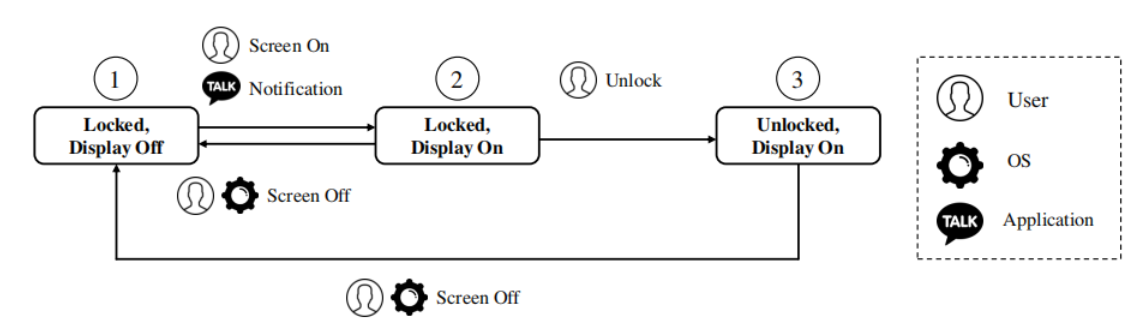 Screen On
TALK Notification
1
2
3
Unlock
Locked,
Display Off
Locked,
Display On
Unlocked,
Display On
Screen Off
Screen Off
User
OS
TALK Application